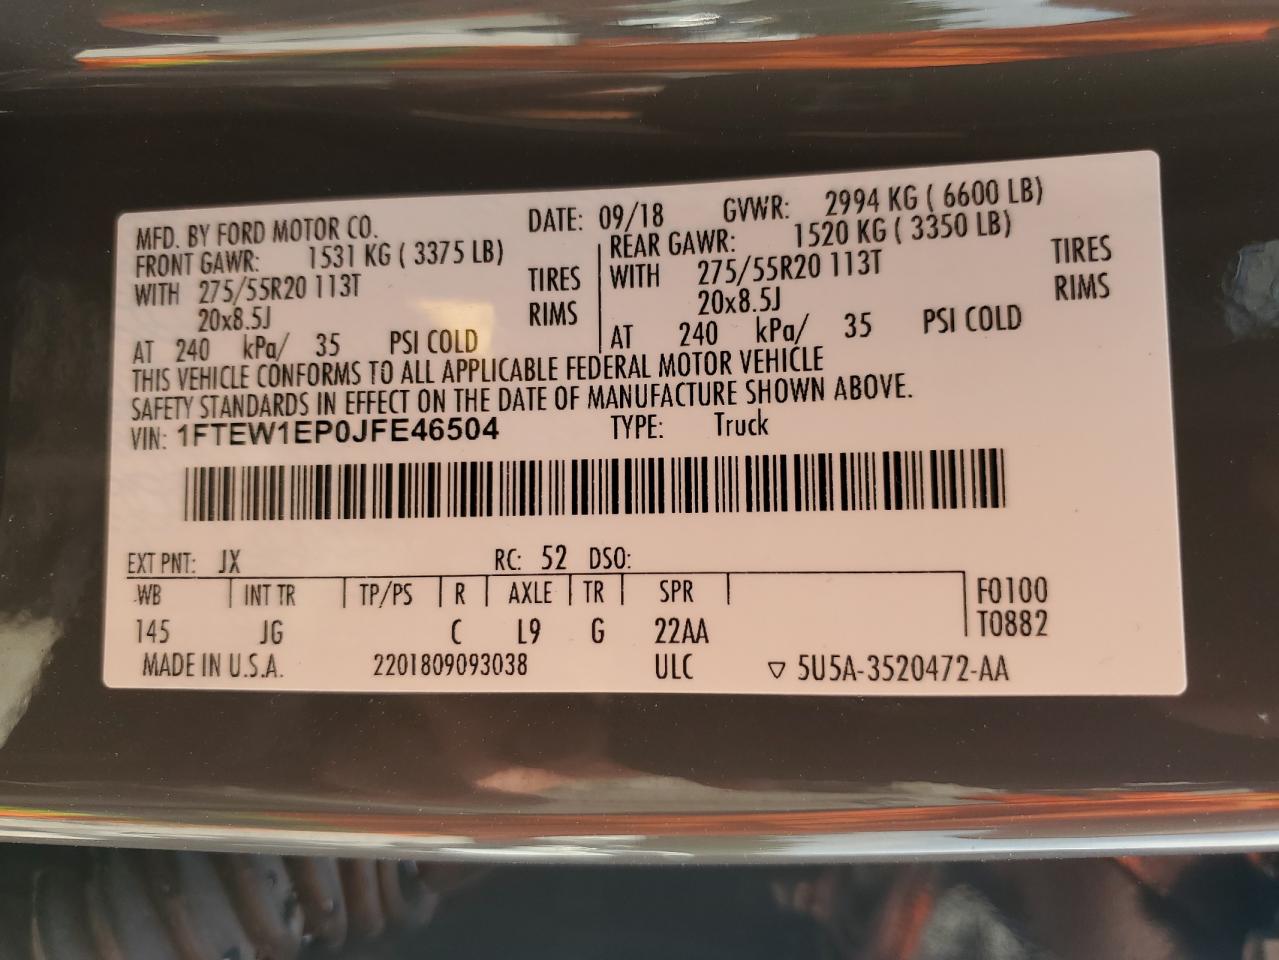 MFD. BY FORD MOTOR CO. DATE: 09/18 GVWR: 2994 KG ( 6600 LB)
FRONT GAWR: 1531 KG ( 3375 LB) REAR GAWR: 1520 KG ( 3350 LB)
WITH 275/55R20 113T TIRES WITH 275/55R20 113T TIRES
20x8.5J RIMS 20x8.5J RIMS
AT 240 kPa/ 35 PSI COLD AT 240 kPa/ 35 PSI COLD
THIS VEHICLE CONFORMS TO ALL APPLICABLE FEDERAL MOTOR VEHICLE
SAFETY STANDARDS IN EFFECT ON THE DATE OF MANUFACTURE SHOWN ABOVE.
VIN: 1FTEW1EP0JFE46504 TYPE: Truck
EXT PNT: JX RC: 52 DSO:
WB INT TR TP/PS R AXLE TR SPR F0100
145 JG C L9 G 22AA T0882
MADE IN U.S.A. 2201809093038 ULC ▽ 5U5A-3520472-AA